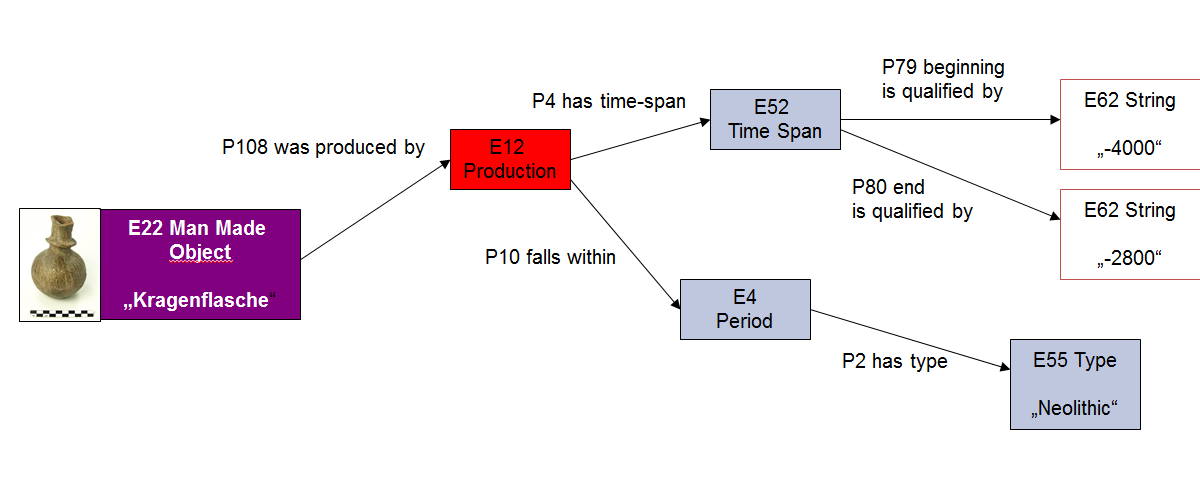 P79 beginning
is qualified by
P4 has time-span
E52
Time Span
E62 String
„-4000“
P108 was produced by
E12
Production
P80 end
is qualified by
E62 String
„-2800“
E22 Man Made
Object
„Kragenflasche“
P10 falls within
E4
Period
P2 has type
E55 Type
„Neolithic“